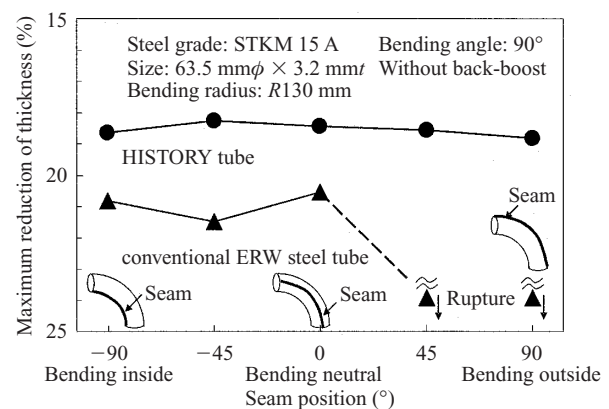 15
Steel grade: STKM 15 A
Bending angle: 90°
Size: 63.5 mmϕ × 3.2 mmt
Without back-boost
Bending radius: R130 mm
HISTORY tube
20
Seam
conventional ERW steel tube
Seam
Seam
Rupture
25
Maximum reduction of thickness (%)
−90
−45
0
45
90
Bending inside
Bending neutral
Bending outside
Seam position (°)